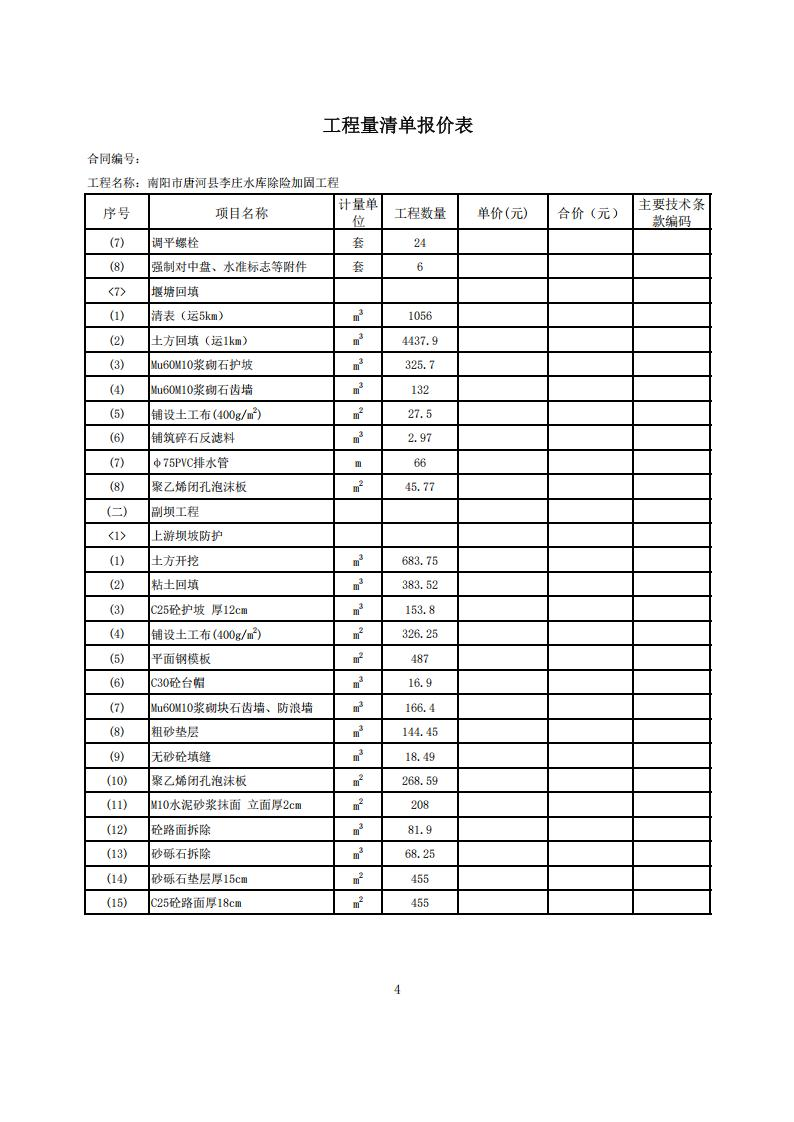 工程量清单报价表
合同编号：
工程名称：南阳市唐河县李庄水库除险加固工程
序号 项目名称 计量单位 工程数量 单价(元) 合价（元） 主要技术条款编码
(7) 调平螺栓 套 24
(8) 强制对中盘、水准标志等附件 套 6
<7> 堰塘回填
(1) 清表（运5km） m³ 1056
(2) 土方回填（运1km） m³ 4437.9
(3) Mu60M10浆砌石护坡 m³ 325.7
(4) Mu60M10浆砌石齿墙 m³ 132
(5) 铺设土工布(400g/m²) m² 27.5
(6) 铺筑碎石反滤料 m³ 2.97
(7) φ75PVC排水管 m 66
(8) 聚乙烯闭孔泡沫板 m² 45.77
(二) 副坝工程
<1> 上游坝坡防护
(1) 土方开挖 m³ 683.75
(2) 粘土回填 m³ 383.52
(3) C25砼护坡 厚12cm m³ 153.8
(4) 铺设土工布(400g/m²) m² 326.25
(5) 平面钢模板 m² 487
(6) C30砼台帽 m³ 16.9
(7) Mu60M10浆砌块石齿墙、防浪墙 m³ 166.4
(8) 粗砂垫层 m³ 144.45
(9) 无砂砼填缝 m³ 18.49
(10) 聚乙烯闭孔泡沫板 m² 268.59
(11) M10水泥砂浆抹面 立面厚2cm m² 208
(12) 砼路面拆除 m³ 81.9
(13) 砂砾石拆除 m³ 68.25
(14) 砂砾石垫层厚15cm m² 455
(15) C25砼路面厚18cm m² 455
4